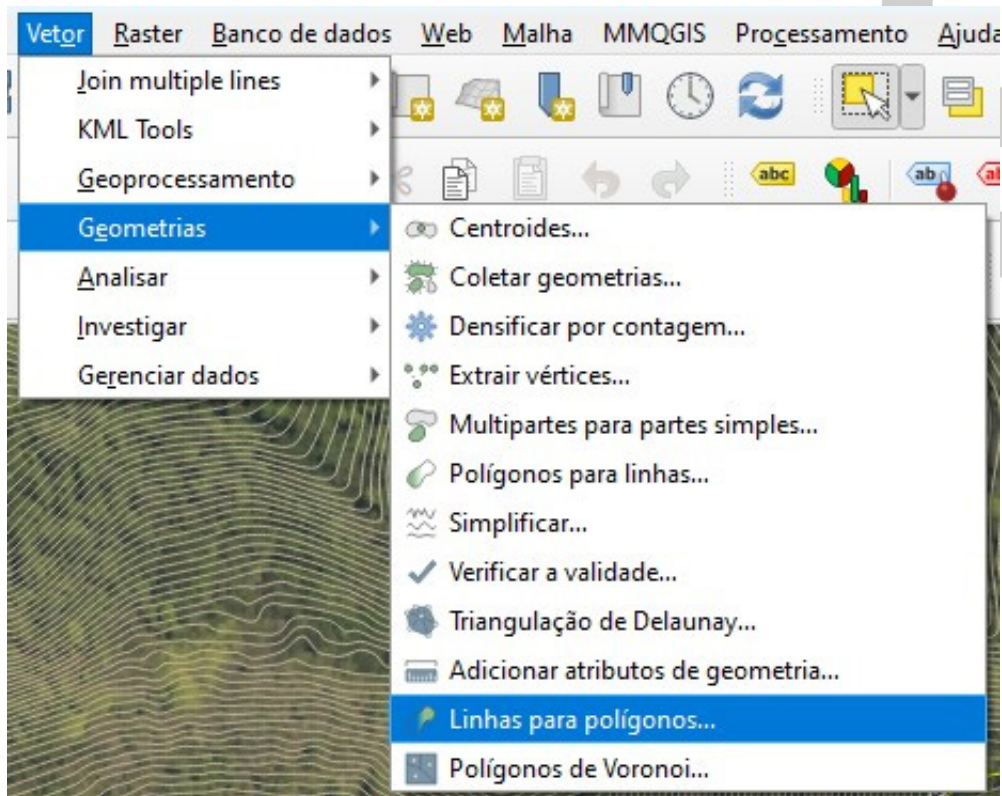 Vetor Raster Banco de dados Web Malha MMQGIS Processamento Ajuda
Join multiple lines
KML Tools
abc ab
Geoprocessamento
Geometrias
Analisar
Investigar
Gerenciar dados
Centroides...
Coletar geometrias...
Densificar por contagem...
Extrair vértices...
Multipartes para partes simples...
Polígonos para linhas...
Simplificar...
Verificar a validade...
Triangulação de Delaunay...
Adicionar atributos de geometria...
Linhas para polígonos...
Polígonos de Voronoi...